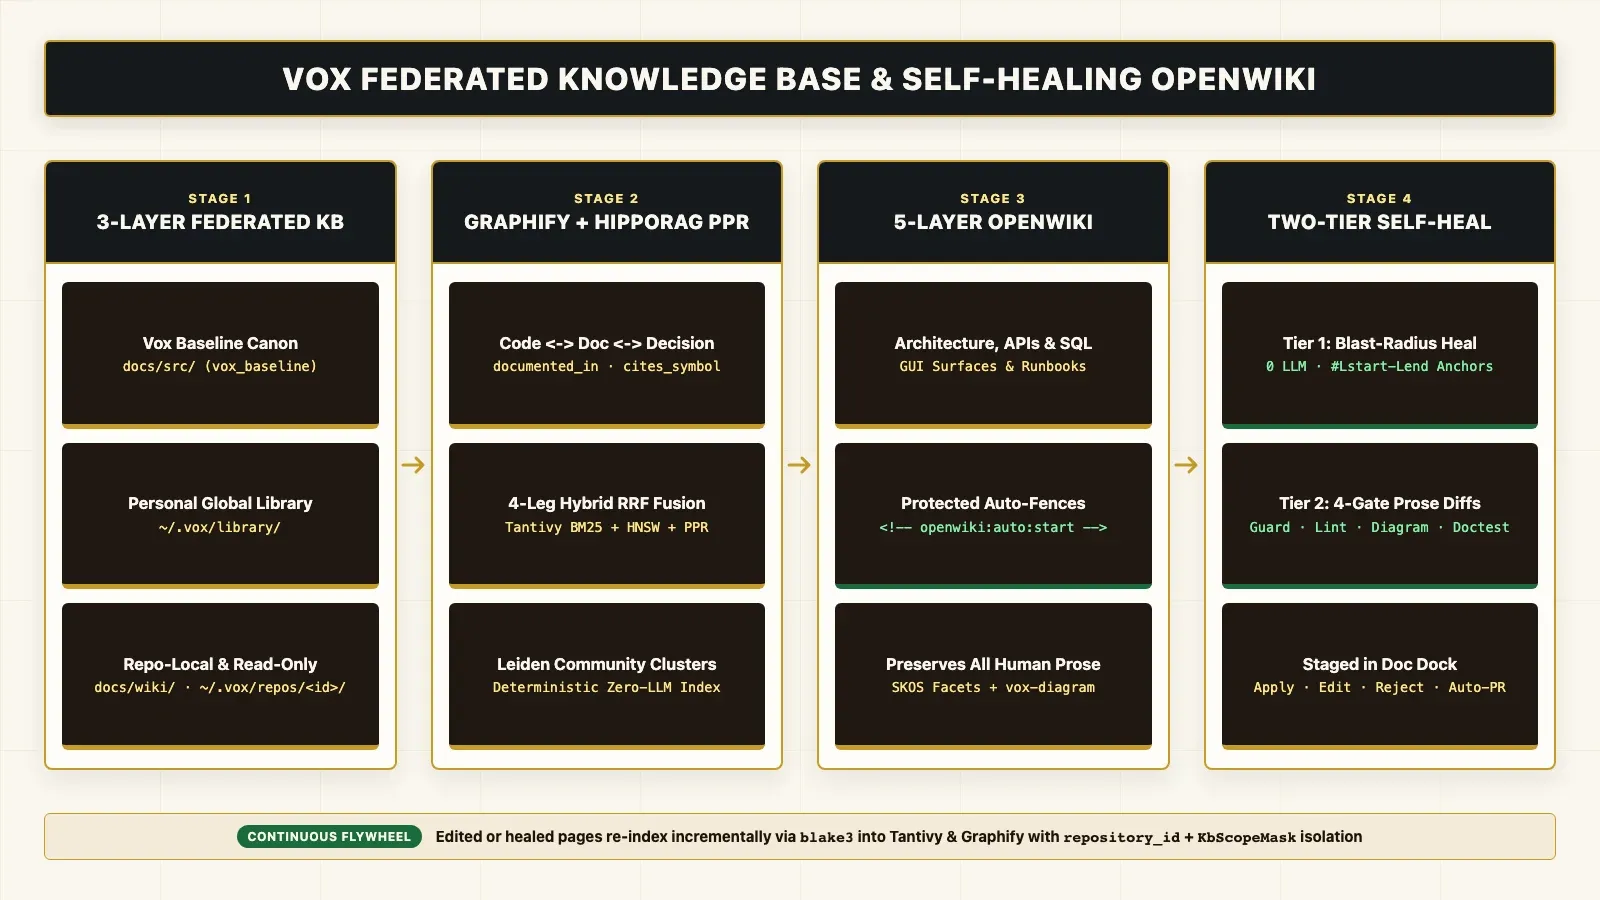 VOX FEDERATED KNOWLEDGE BASE & SELF-HEALING OPENWIKI
STAGE 1
3-LAYER FEDERATED KB
Vox Baseline Canon
docs/src/ (vox_baseline)
Personal Global Library
~/.vox/library/
Repo-Local & Read-Only
docs/wiki/ · ~/.vox/repos/<id>/
→
STAGE 2
GRAPHIFY + HIPPORAG PPR
Code <-> Doc <-> Decision
documented_in · cites_symbol
4-Leg Hybrid RRF Fusion
Tantivy BM25 + HNSW + PPR
Leiden Community Clusters
Deterministic Zero-LLM Index
→
STAGE 3
5-LAYER OPENWIKI
Architecture, APIs & SQL
GUI Surfaces & Runbooks
Protected Auto-Fences
<!-- openwiki:auto:start -->
Preserves All Human Prose
SKOS Facets + vox-diagram
→
STAGE 4
TWO-TIER SELF-HEAL
Tier 1: Blast-Radius Heal
0 LLM · #Lstart-Lend Anchors
Tier 2: 4-Gate Prose Diffs
Guard · Lint · Diagram · Doctest
Staged in Doc Dock
Apply · Edit · Reject · Auto-PR
CONTINUOUS FLYWHEEL Edited or healed pages re-index incrementally via blake3 into Tantivy & Graphify with repository_id + KbScopeMask isolation